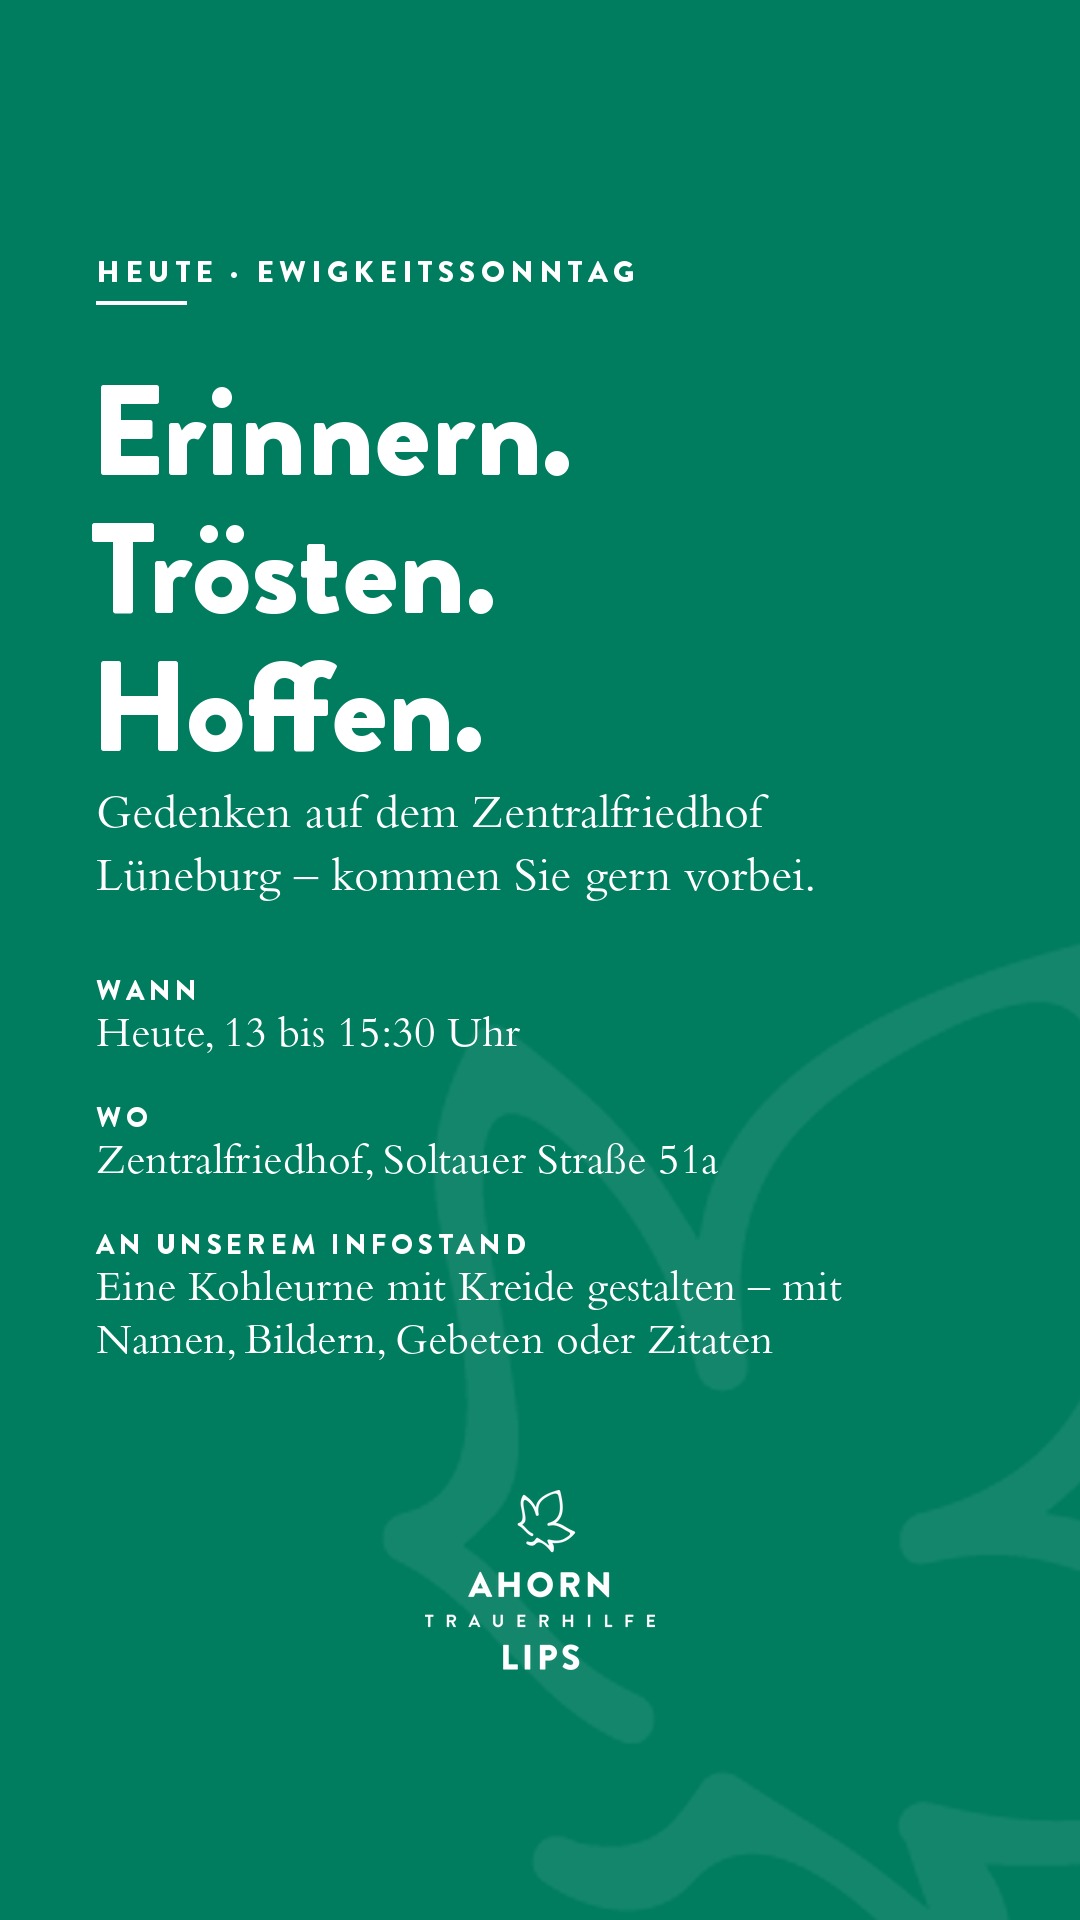 HEUTE · EWIGKEITSSONNTAG
Erinnern.
Trösten.
Hoffen.
Gedenken auf dem Zentralfriedhof
Lüneburg – kommen Sie gern vorbei.
WANN
Heute, 13 bis 15:30 Uhr
WO
Zentralfriedhof, Soltauer Straße 51a
AN UNSEREM INFOSTAND
Eine Kohleurne mit Kreide gestalten – mit
Namen, Bildern, Gebeten oder Zitaten
AHORN
TRAUERHILFE
LIPS